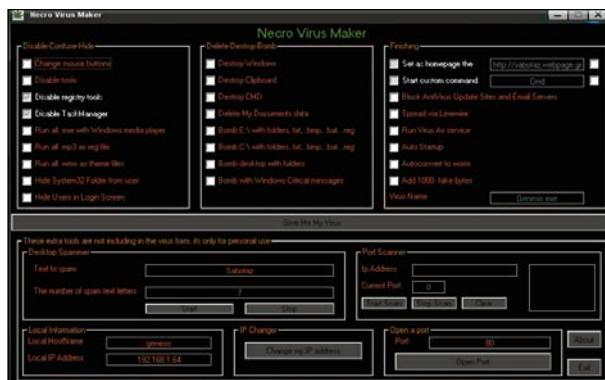 Necro Virus Maker
Necro Virus Maker
Disable-Confuse-Hide
Change mouse buttons
Disable tools
Disable registry tools
Disable TaskManager
Run all .exe with Windows media player
Run all .mp3 as reg file
Run all .wmv as theme files
Hide System32 Folder from user
Hide Users in Login Screen
Delete-Destroy-Bomb
Destroy Windows
Destroy Clipboard
Destroy CMD
Delete My Documents data
Bomb E:\ with folders, .txt, .bmp, .bat, .reg
Bomb C:\ with folders, .txt, .bmp, .bat, .reg
Bomb desktop with folders
Bomb with Windows Critical messages
Finishing
Set as homepage the
http://sabotaz.webpage.gr
Start custom command
Cmd
Block AntiVirus Update Sites and Email Servers
Spread via Limewire
Run Virus As service
Auto Startup
Autoconvert to worm
Add 1000 fake bytes
Virus Name
Genesis.exe
Give Me My Virus
These extra tools are not including in the virus fans, its only for personal use
Desktop Spammer
Text to spam
Sabotaz
The number of spam text letters
7
Start
Stop
Port Scanner
Ip Address
Current Port:
0
Start Scan
Stop Scan
Clear
Local Information
Local HostName
genesis
Local IP Address
192.168.1.64
IP Changer
Change my IP address
Open a port
Port:
80
Open Port
About
Exit